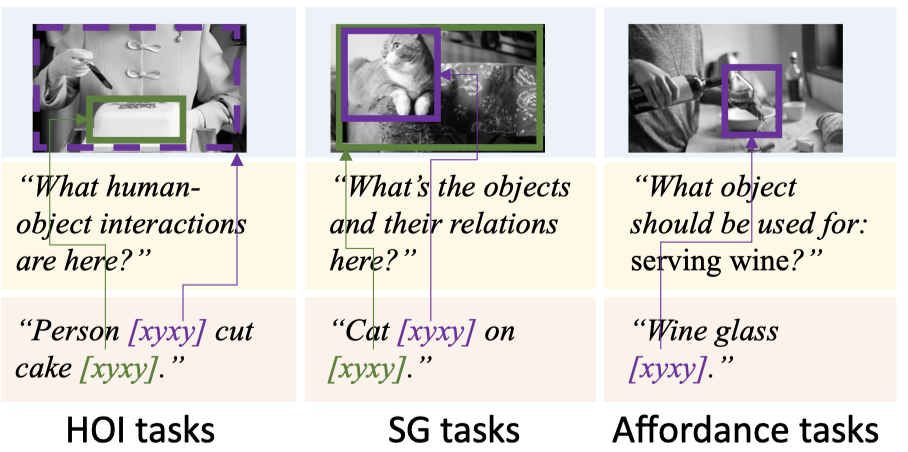 “What human-
object interactions
are here?”
“Person [xyxy] cut
cake [xyxy].”
HOI tasks
“What’s the objects
and their relations
here?”
“Cat [xyxy] on
[xyxy].”
SG tasks
“What object
should be used for:
serving wine?”
“Wine glass
[xyxy].”
Affordance tasks